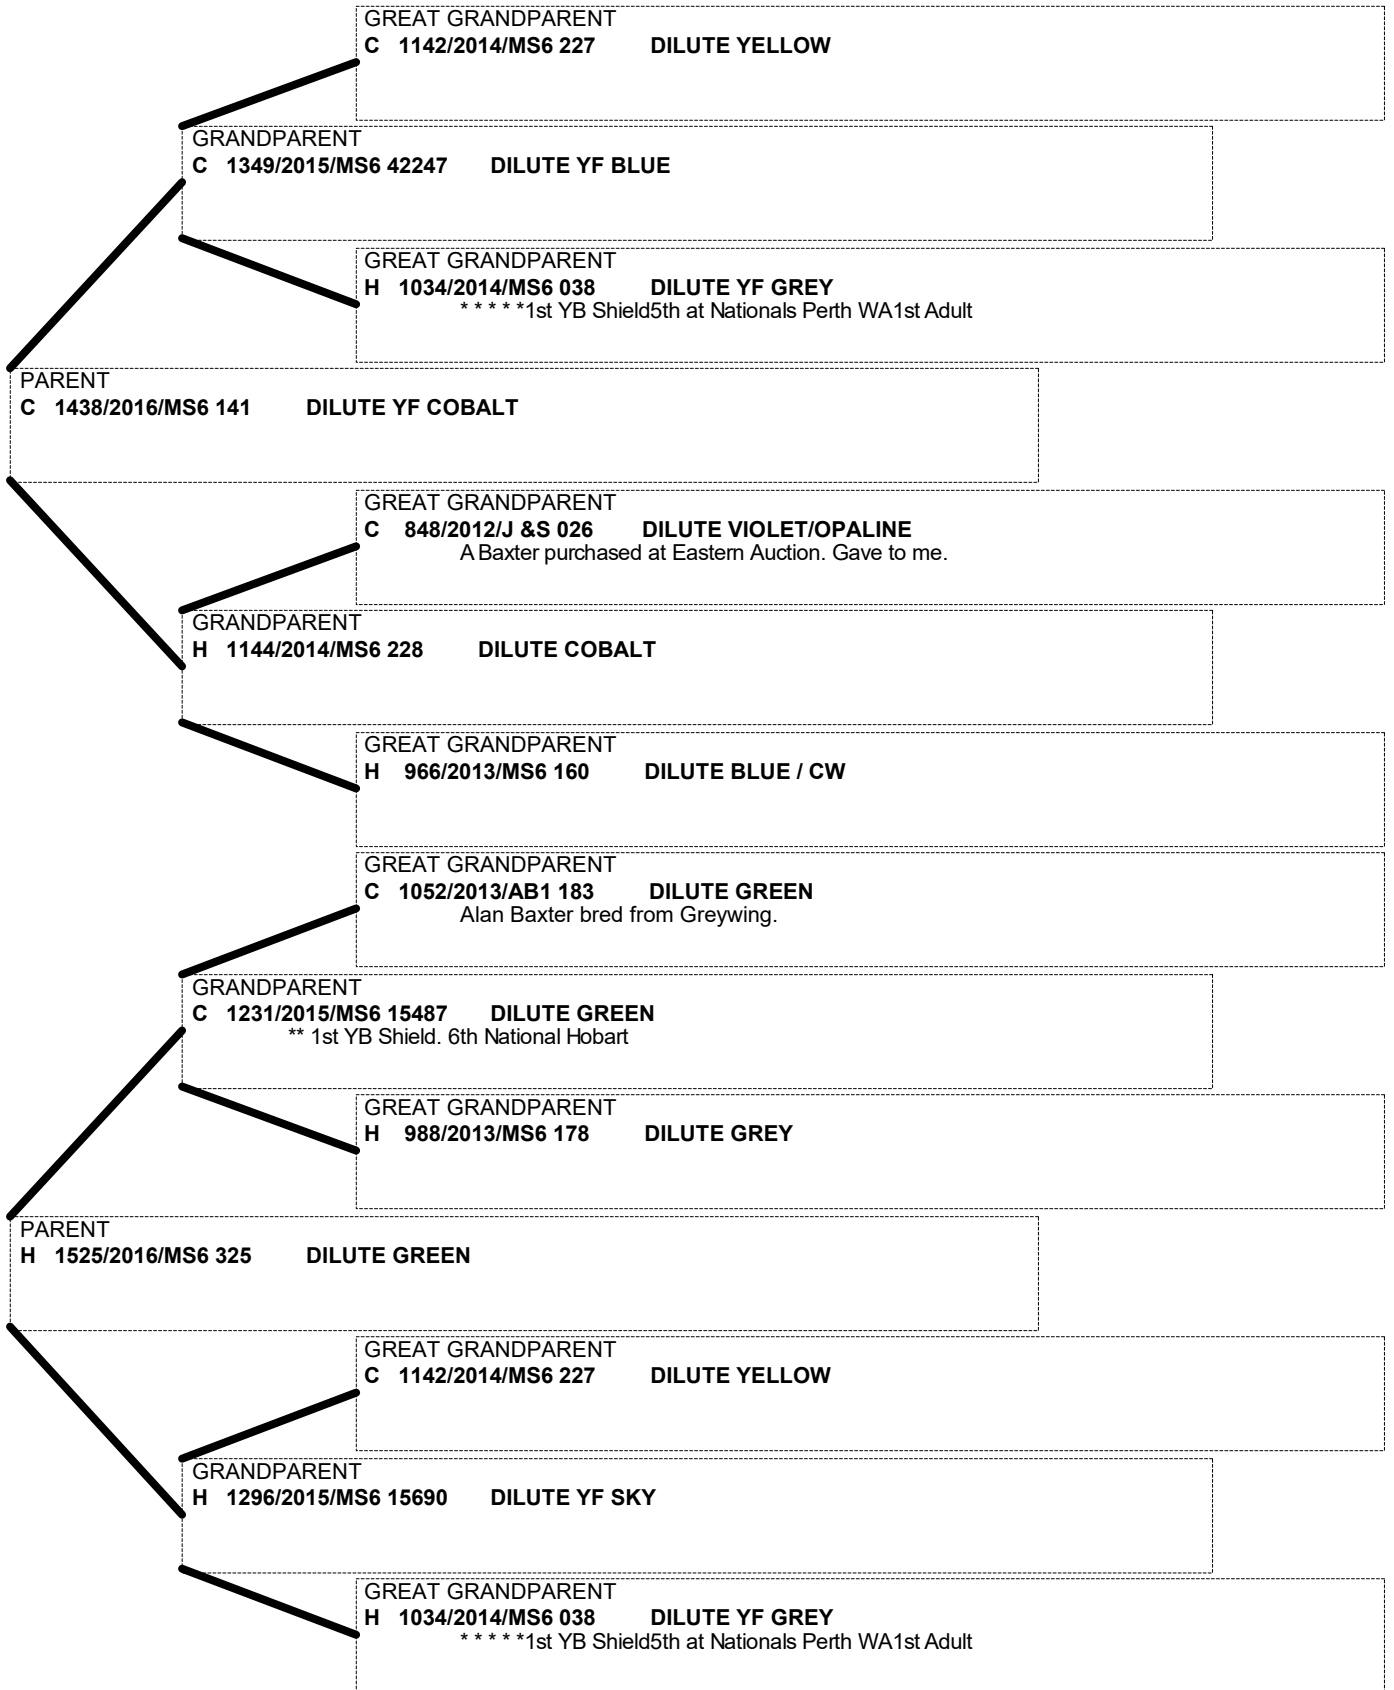 GREAT GRANDPARENT
C 1142/2014/MS6 227 DILUTE YELLOW
GRANDPARENT
C 1349/2015/MS6 42247 DILUTE YF BLUE
GREAT GRANDPARENT
H 1034/2014/MS6 038 DILUTE YF GREY
* * * * *1st YB Shield5th at Nationals Perth WA1st Adult
PARENT
C 1438/2016/MS6 141 DILUTE YF COBALT
GREAT GRANDPARENT
C 848/2012/J &S 026 DILUTE VIOLET/OPALINE
A Baxter purchased at Eastern Auction. Gave to me.
GRANDPARENT
H 1144/2014/MS6 228 DILUTE COBALT
GREAT GRANDPARENT
H 966/2013/MS6 160 DILUTE BLUE / CW
GREAT GRANDPARENT
C 1052/2013/AB1 183 DILUTE GREEN
Alan Baxter bred from Greywing.
GRANDPARENT
C 1231/2015/MS6 15487 DILUTE GREEN
** 1st YB Shield. 6th National Hobart
GREAT GRANDPARENT
H 988/2013/MS6 178 DILUTE GREY
PARENT
H 1525/2016/MS6 325 DILUTE GREEN
GREAT GRANDPARENT
C 1142/2014/MS6 227 DILUTE YELLOW
GRANDPARENT
H 1296/2015/MS6 15690 DILUTE YF SKY
GREAT GRANDPARENT
H 1034/2014/MS6 038 DILUTE YF GREY
* * * * *1st YB Shield5th at Nationals Perth WA1st Adult